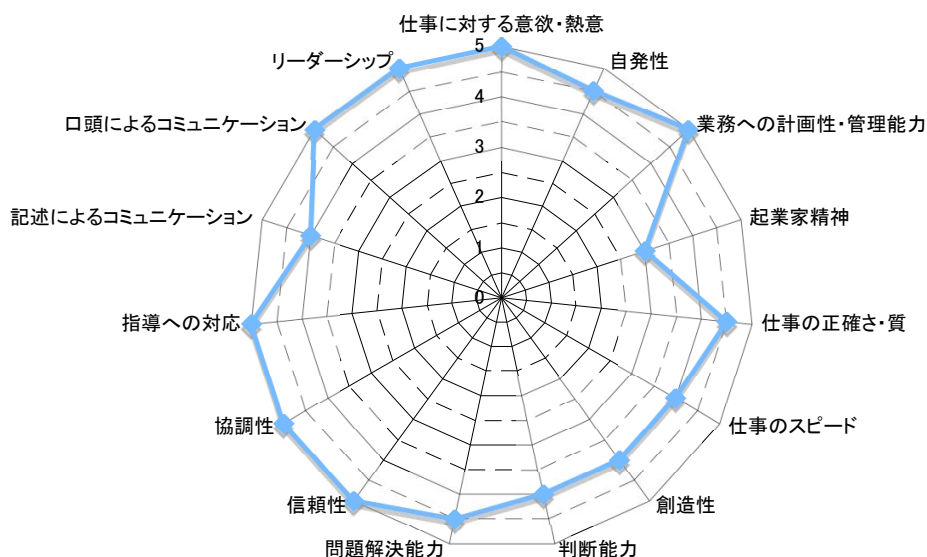 仕事に対する意欲・熱意
自発性
業務への計画性・管理能力
起業家精神
仕事の正確さ・質
仕事のスピード
創造性
判断能力
問題解決能力
信頼性
協調性
指導への対応
記述によるコミュニケーション
口頭によるコミュニケーション
リーダーシップ
5
4
3
2
1
0